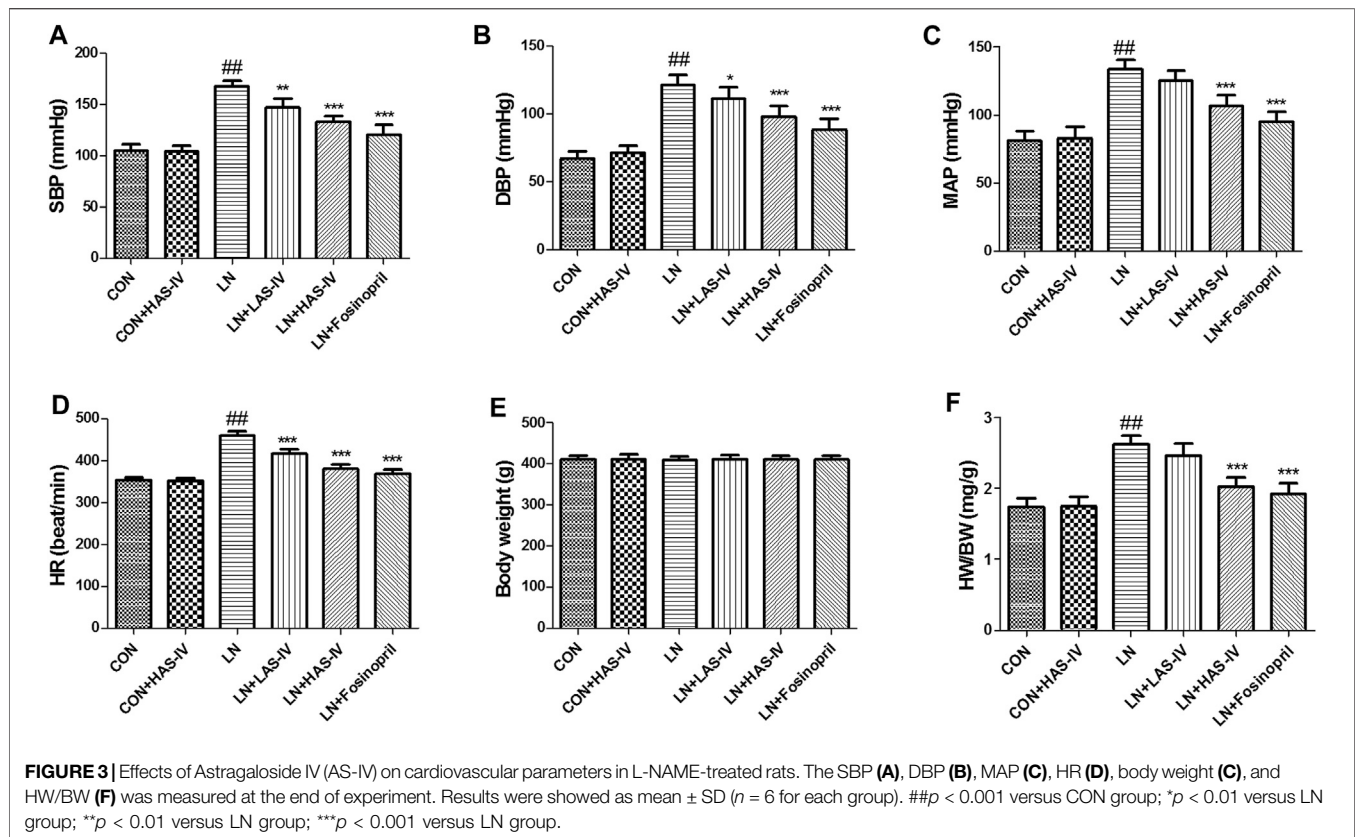 A
SBP (mmHg)
200
150
100
50
0
##
**
***
***
CON
CON+HAS-IV
LN
LN+LAS-IV
LN+HAS-IV
LN+Fosinopril
B
DBP (mmHg)
150
100
50
0
##
*
***
***
CON
CON+HAS-IV
LN
LN+LAS-IV
LN+HAS-IV
LN+Fosinopril
C
MAP (mmHg)
150
100
50
0
##
***
***
CON
CON+HAS-IV
LN
LN+LAS-IV
LN+HAS-IV
LN+Fosinopril
D
HR (beat/min)
500
400
300
200
100
0
##
***
***
***
CON
CON+HAS-IV
LN
LN+LAS-IV
LN+HAS-IV
LN+Fosinopril
E
Body weight (g)
500
400
300
200
100
0
CON
CON+HAS-IV
LN
LN+LAS-IV
LN+HAS-IV
LN+Fosinopril
F
HW/BW (mg/g)
3
2
1
0
##
***
***
CON
CON+HAS-IV
LN
LN+LAS-IV
LN+HAS-IV
LN+Fosinopril
FIGURE 3 | Effects of Astragaloside IV (AS-IV) on cardiovascular parameters in L-NAME-treated rats. The SBP (A), DBP (B), MAP (C), HR (D), body weight (C), and
HW/BW (F) was measured at the end of experiment. Results were showed as mean ± SD (n = 6 for each group). ##p < 0.001 versus CON group; *p < 0.01 versus LN
group; **p < 0.01 versus LN group; ***p < 0.001 versus LN group.